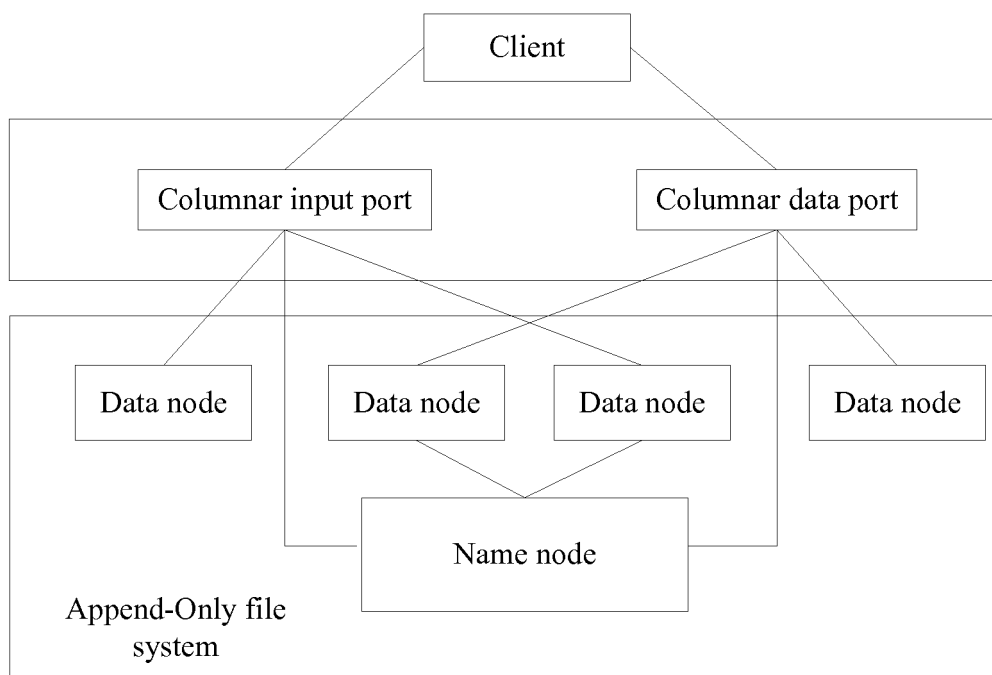 Client
Columnar input port
Columnar data port
Data node
Data node
Data node
Data node
Name node
Append-Only file
system